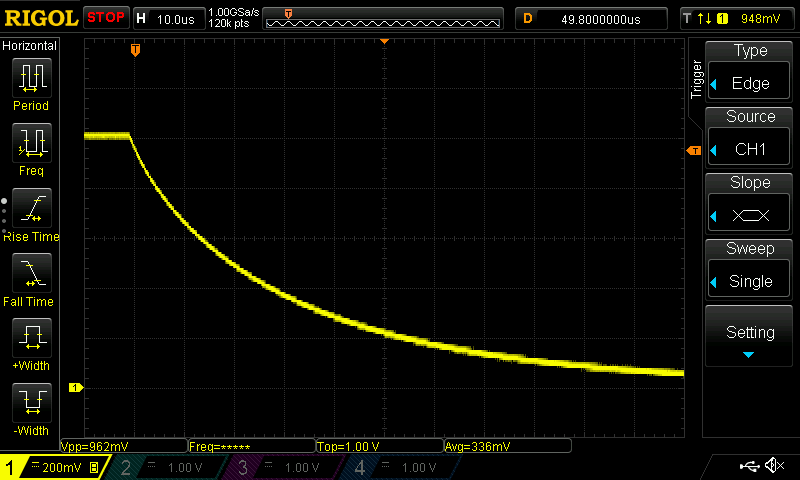 RIGOL STOP H 10.0us 1.00GSa/s D 49.8000000us T 1 948mV
120k pts
Horizontal
Period
Freq
Rise Time
Fall Time
+Width
-Width
T
T
1
Trigger
Type
Edge
Source
CH1
Slope
Sweep
Single
Setting
Vpp=962mV Freq=***** Top=1.00 V Avg=336mV
1 200mV B 2 1.00 V 3 1.00 V 4 1.00 V